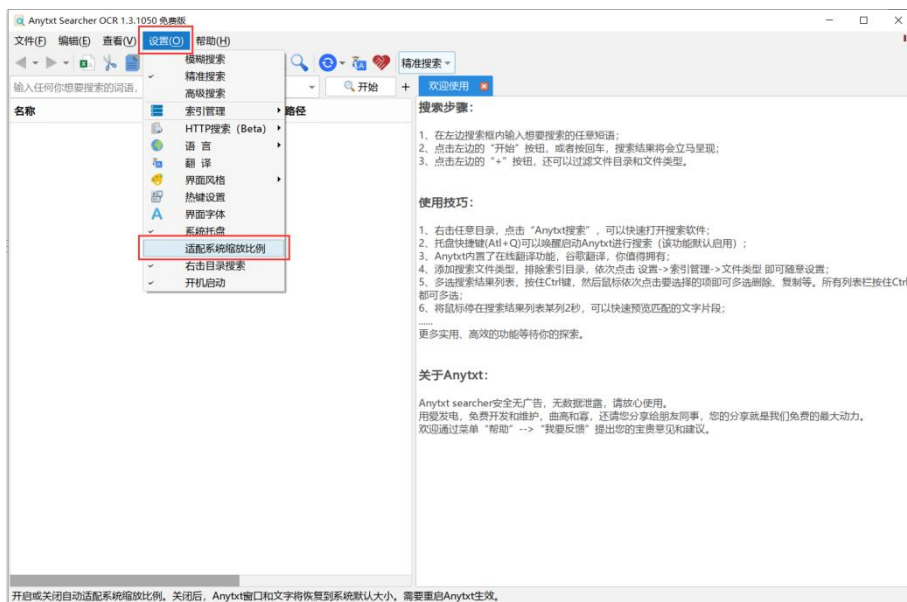 Anytxt Searcher OCR 1.3.1050 免费版
文件(F) 编辑(E) 查看(V) 设置(O) 帮助(H)
模糊搜索
精准搜索
高级搜索
索引管理
HTTP搜索 (Beta)
语 言
翻 译
界面风格
热键设置
界面字体
系统托盘
适配系统缩放比例
右击目录搜索
开机启动
精准搜索
输入任何你想要搜索的词语,
开始
+
欢迎使用
名称
路径
搜索步骤：
1、在左边搜索框内输入想要搜索的任意短语；
2、点击左边的“开始”按钮，或者按回车，搜索结果将会立马呈现；
3、点击左边的“+”按钮，还可以过滤文件目录和文件类型。
使用技巧：
1、右击任意目录，点击“Anytxt搜索”，可以快速打开搜索软件；
2、托盘快捷键(Atl+Q)可以唤醒启动Anytxt进行搜索（该功能默认启用）；
3、Anytxt内置了在线翻译功能，谷歌翻译，你值得拥有；
4、添加搜索文件类型，排除索引目录，依次点击 设置->索引管理->文件类型 即可随意设置；
5、多选搜索结果列表，按住Ctrl键，然后鼠标依次点击要选择的项即可多选删除、复制等。所有列表栏按住Ctrl
都可多选；
6、将鼠标停在搜索结果列表某列2秒，可以快速预览匹配的文字片段；
......
更多实用、高效的功能等待你的探索。
关于Anytxt：
Anytxt searcher安全无广告，无数据泄露，请放心使用。
用爱发电，免费开发和维护，曲高和寡，还请您分享给朋友同事，您的分享就是我们免费的最大动力。
欢迎通过菜单“帮助”-->“我要反馈”提出您的宝贵意见和建议。
开启或关闭自动适配系统缩放比例。关闭后，Anytxt窗口和文字将恢复到系统默认大小。需要重启Anytxt生效。